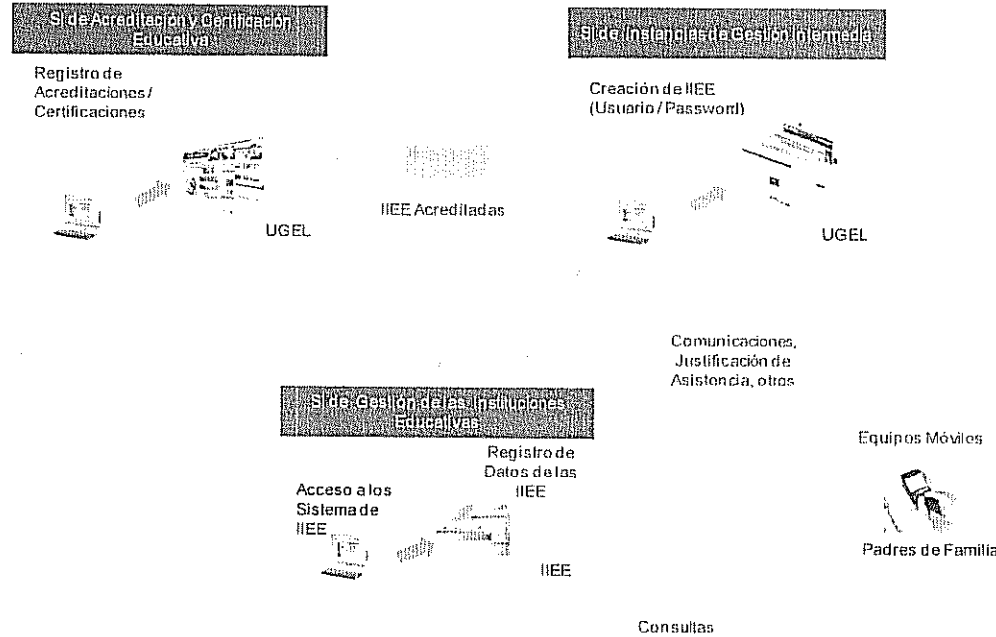 SI de Acreditación y Certificación
Educativa
Registro de
Acreditaciones /
Certificaciones
UGEL
IIEE Acreditadas
SI de Instancias de Gestión Intermedia
Creación de IIEE
(Usuario / Password)
UGEL
Comunicaciones,
Justificación de
Asistencia, otros
SI de Gestión de las Instituciones
Educativas
Registro de
Datos de las
IIEE
Acceso a los
Sistema de
IIEE
IIEE
Equipos Móviles
Padres de Familia
Consultas